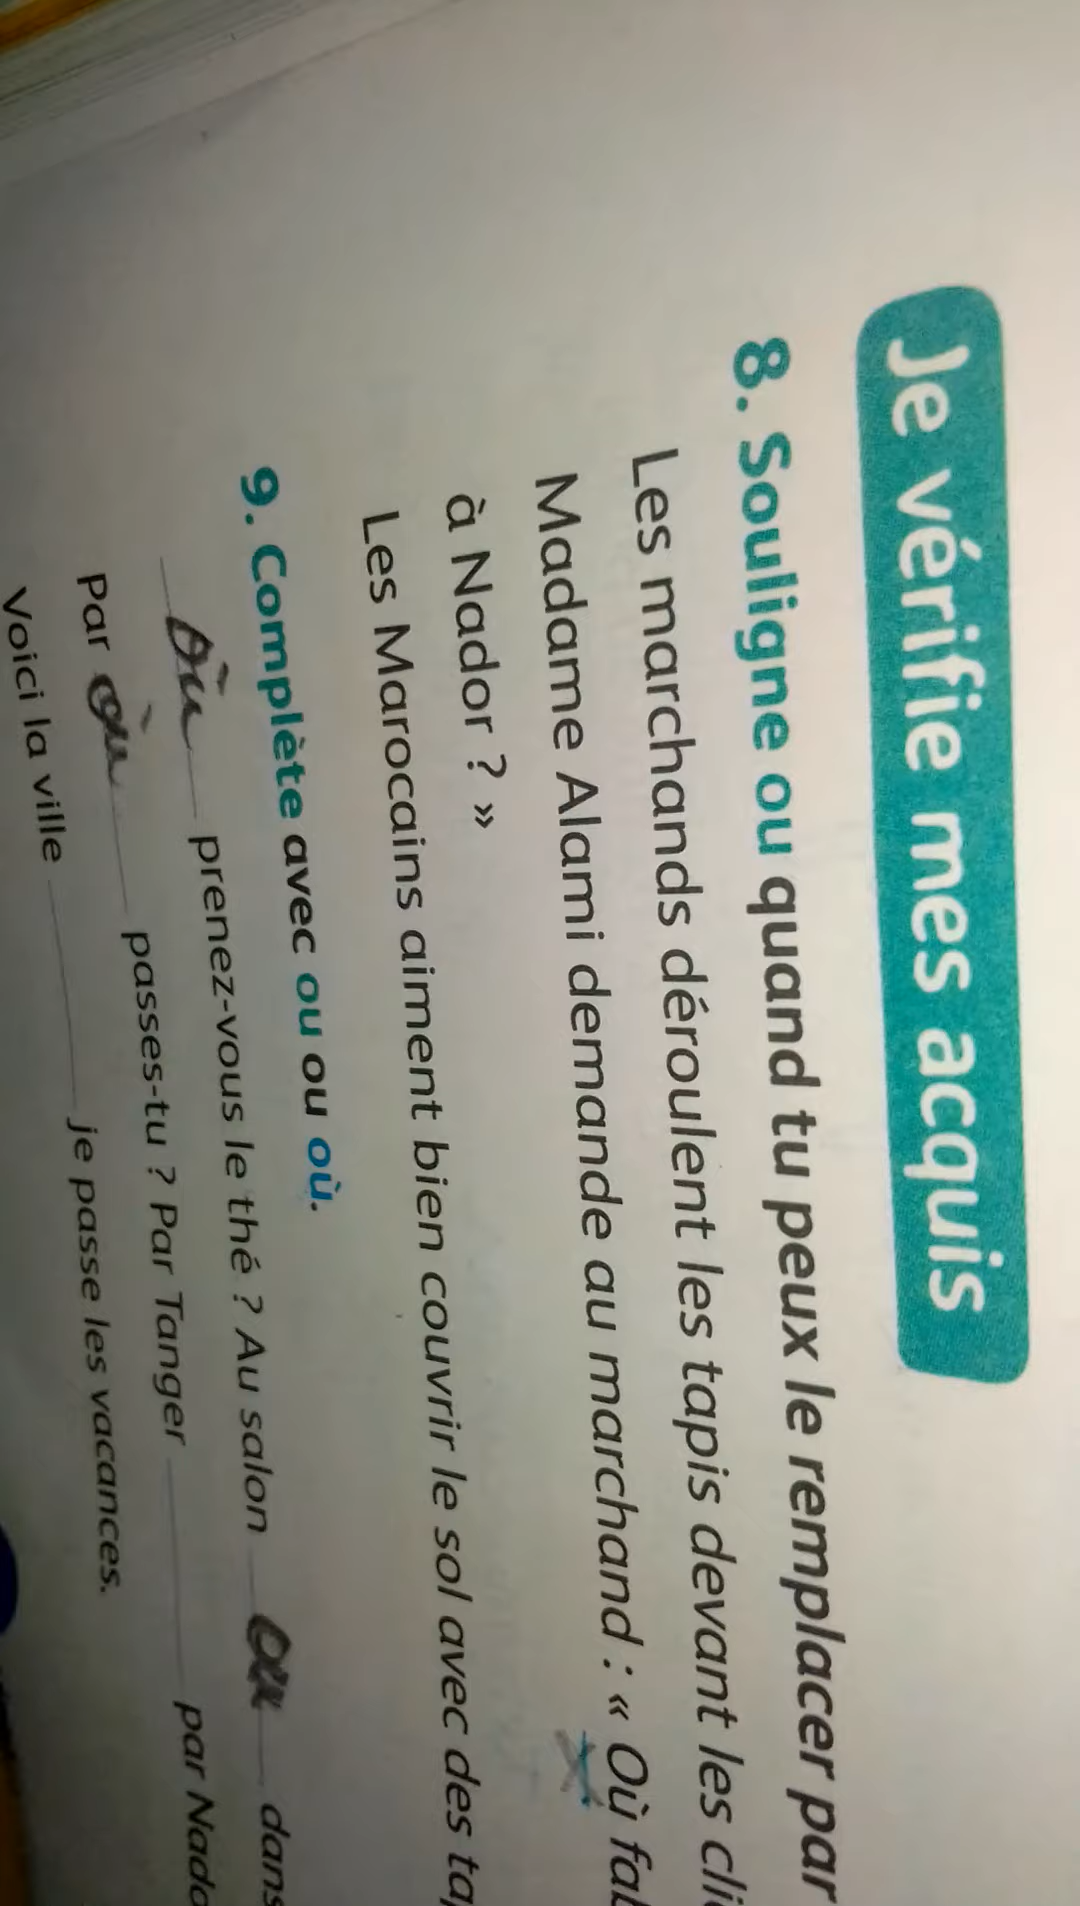 Je vérifie mes acquis
8. Souligne ou quand tu peux le remplacer par
Les marchands déroulent les tapis devant les cli
Madame Alami demande au marchand : « Où fab
à Nador ? »
Les Marocains aiment bien couvrir le sol avec des tap
9. Complète avec ou ou où.
Où prenez-vous le thé ? Au salon ou dans
Par où passes-tu ? Par Tanger par Nado
Voici la ville je passe les vacances.